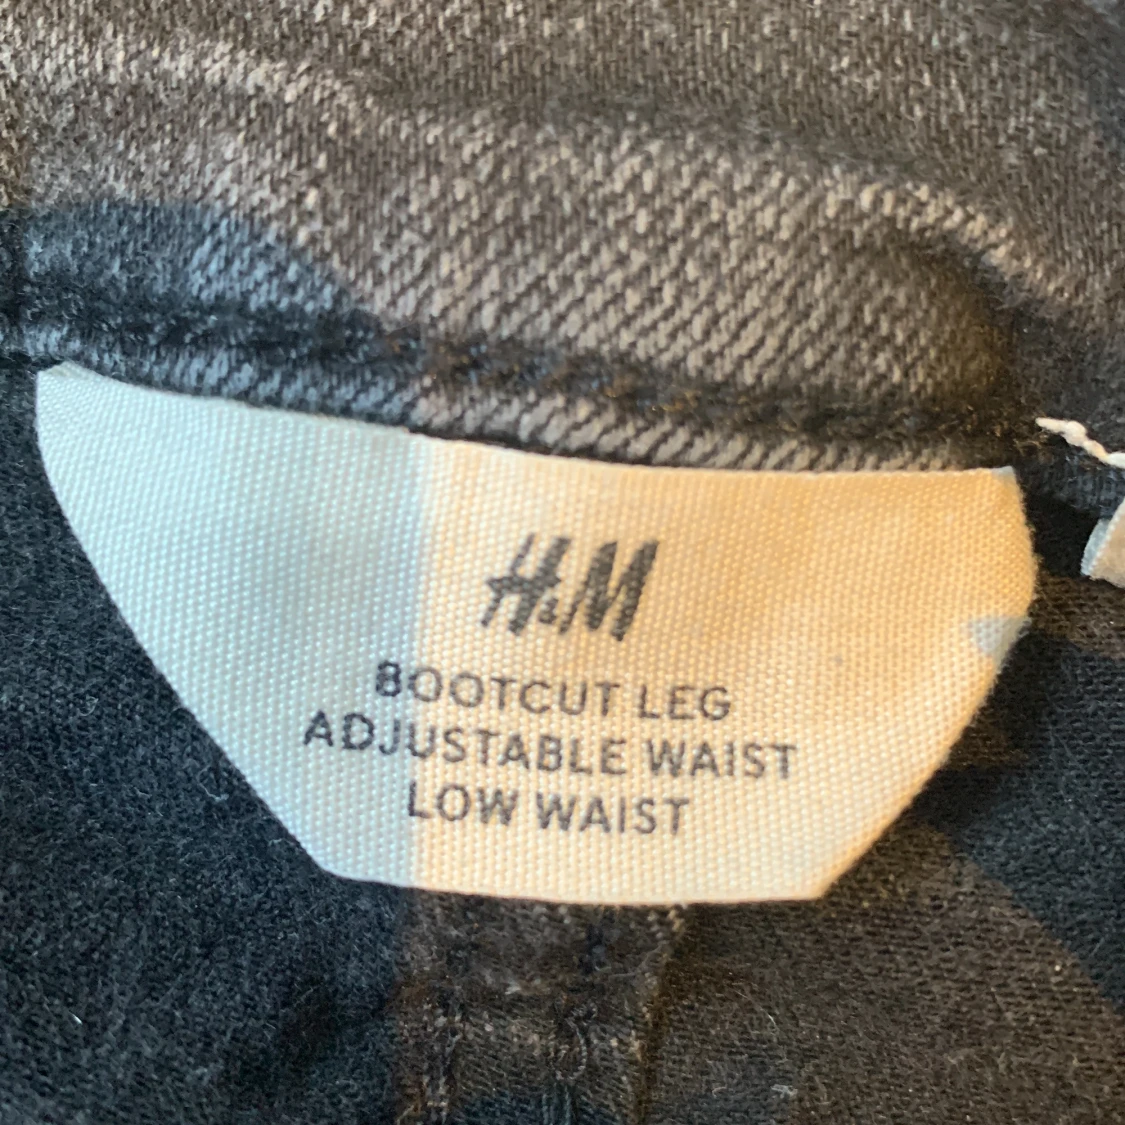 H&M
BOOTCUT LEG
ADJUSTABLE WAIST
LOW WAIST